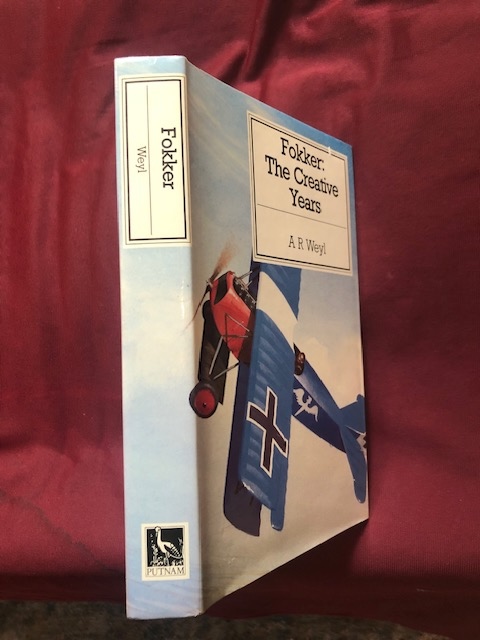 Fokker
Weyl
PUTNAM
Fokker:
The Creative
Years
A R Weyl